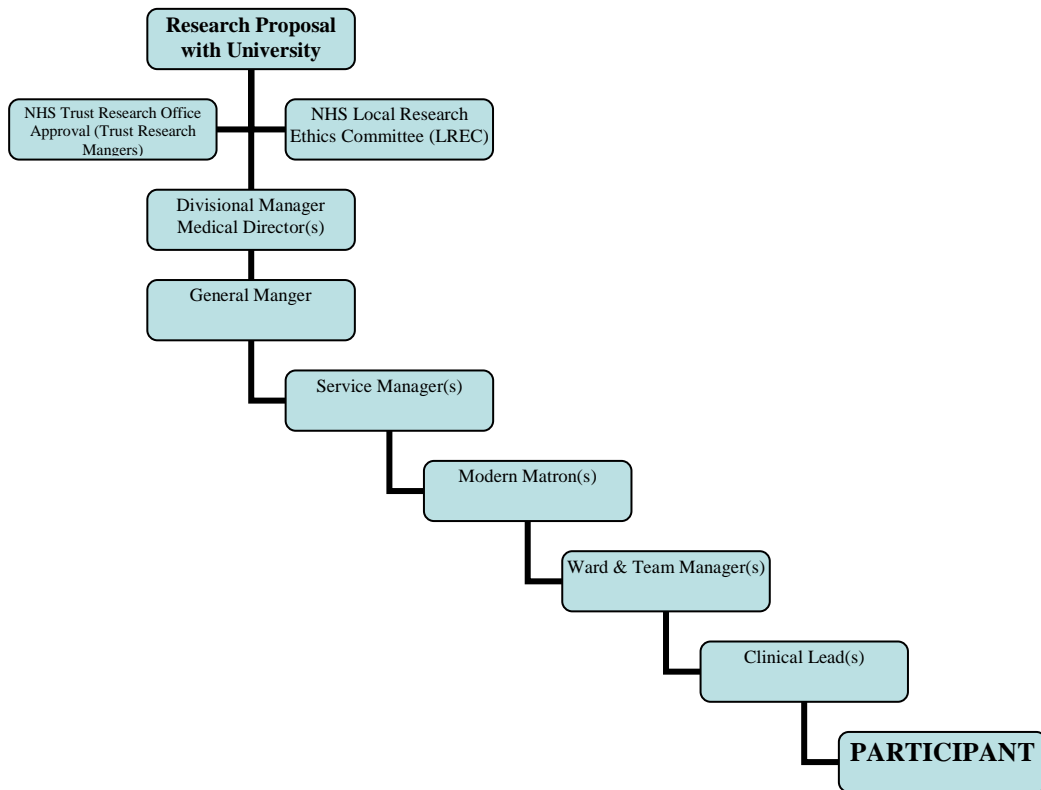 Research Proposal
with University
NHS Trust Research Office
Approval (Trust Research
Mangers)
NHS Local Research
Ethics Committee (LREC)
Divisional Manager
Medical Director(s)
General Manger
Service Manager(s)
Modern Matron(s)
Ward & Team Manager(s)
Clinical Lead(s)
PARTICIPANT